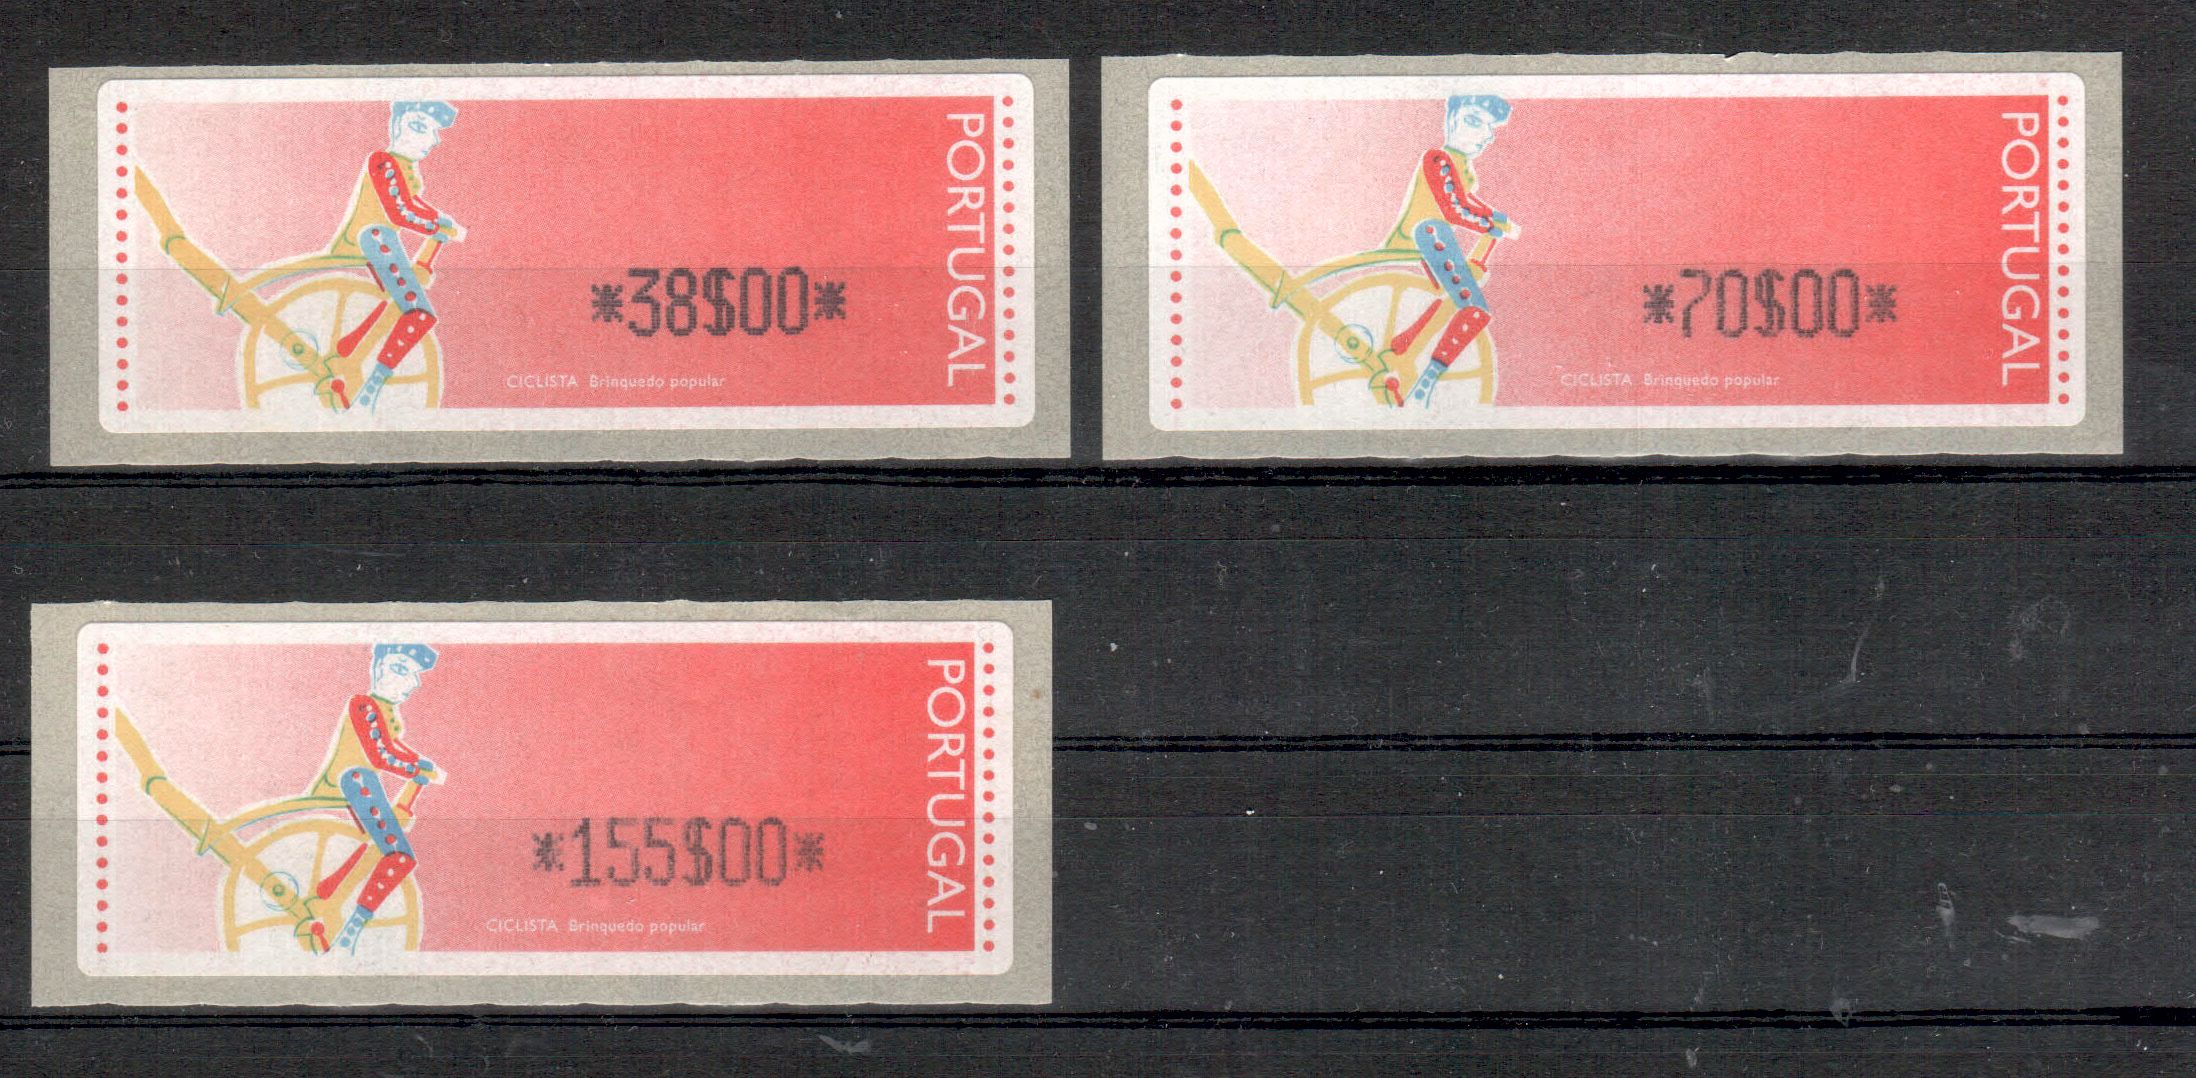 PORTUGAL
*38$00*
CICLISTA Brinquedo popular
PORTUGAL
*70$00*
CICLISTA Brinquedo popular
PORTUGAL
*155$00*
CICLISTA Brinquedo popular